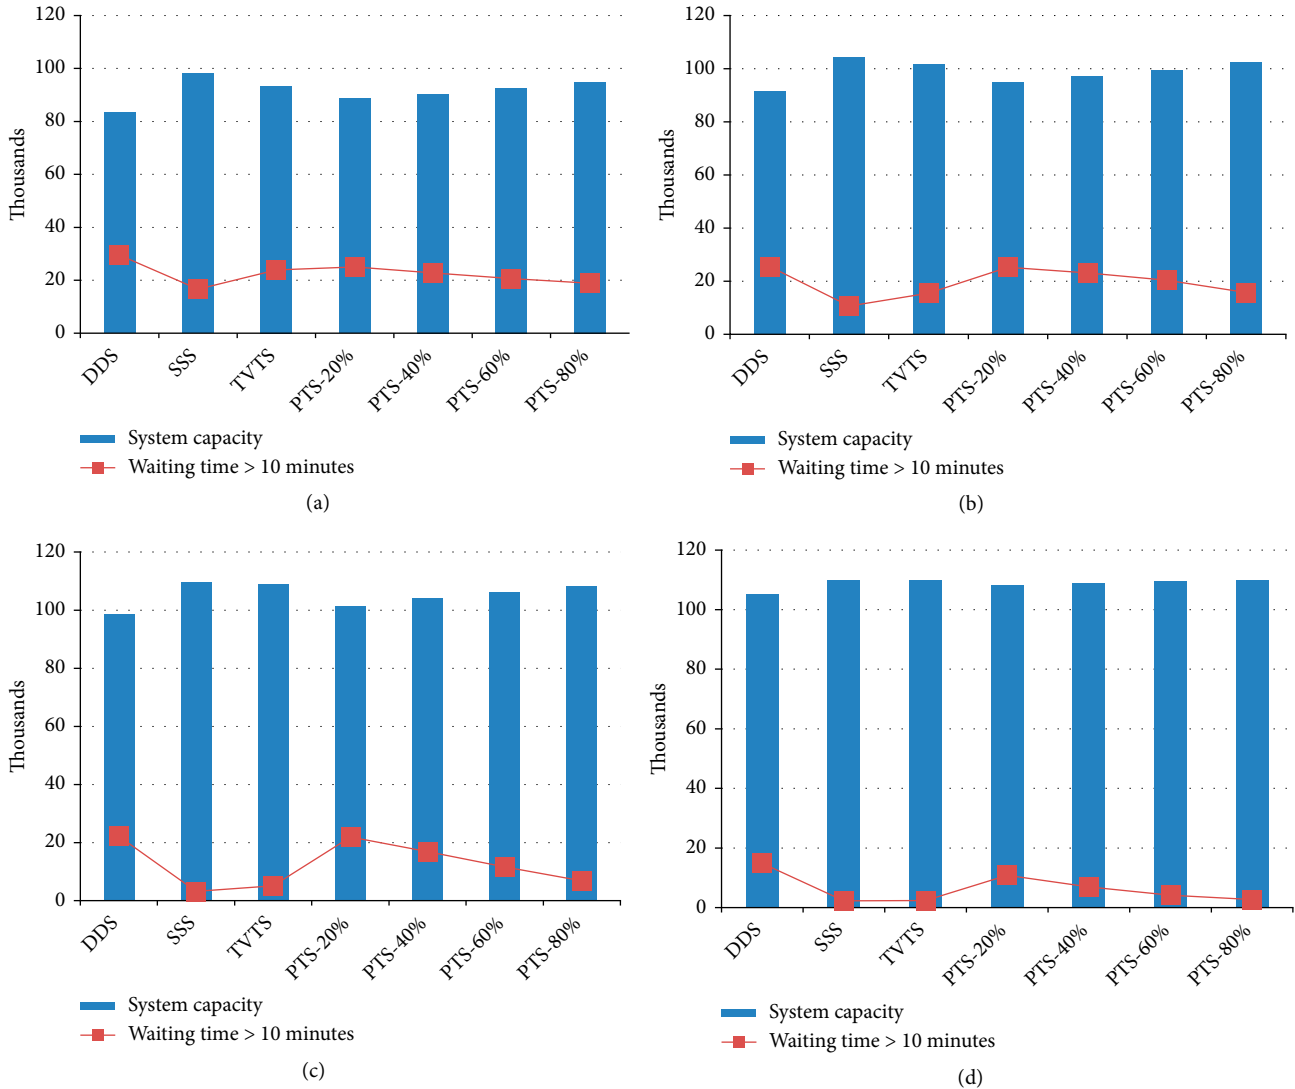 120
100
80
60
40
20
0
Thousands
DDS
SSS
TVTS
PTS-20%
PTS-40%
PTS-60%
PTS-80%
System capacity
Waiting time > 10 minutes
(a)
120
100
80
60
40
20
0
Thousands
DDS
SSS
TVTS
PTS-20%
PTS-40%
PTS-60%
PTS-80%
System capacity
Waiting time > 10 minutes
(b)
120
100
80
60
40
20
0
Thousands
DDS
SSS
TVTS
PTS-20%
PTS-40%
PTS-60%
PTS-80%
System capacity
Waiting time > 10 minutes
(c)
120
100
80
60
40
20
0
Thousands
DDS
SSS
TVTS
PTS-20%
PTS-40%
PTS-60%
PTS-80%
System capacity
Waiting time > 10 minutes
(d)